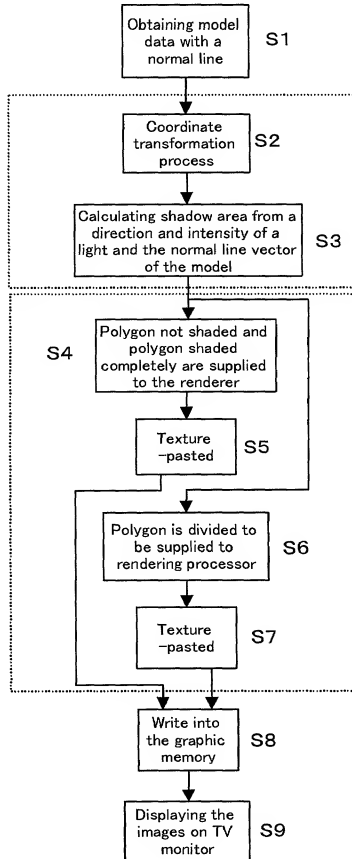 Obtaining model
data with a
normal line
S1
Coordinate
transformation
process
S2
Calculating shadow area from a
direction and intensity of a
light and the normal line vector
of the model
S3
S4
Polygon not shaded and
polygon shaded
completely are supplied
to the renderer
Texture
-pasted
S5
Polygon is divided to
be supplied to
rendering processor
S6
Texture
-pasted
S7
Write into
the graphic
memory
S8
Displaying the
images on TV
monitor
S9